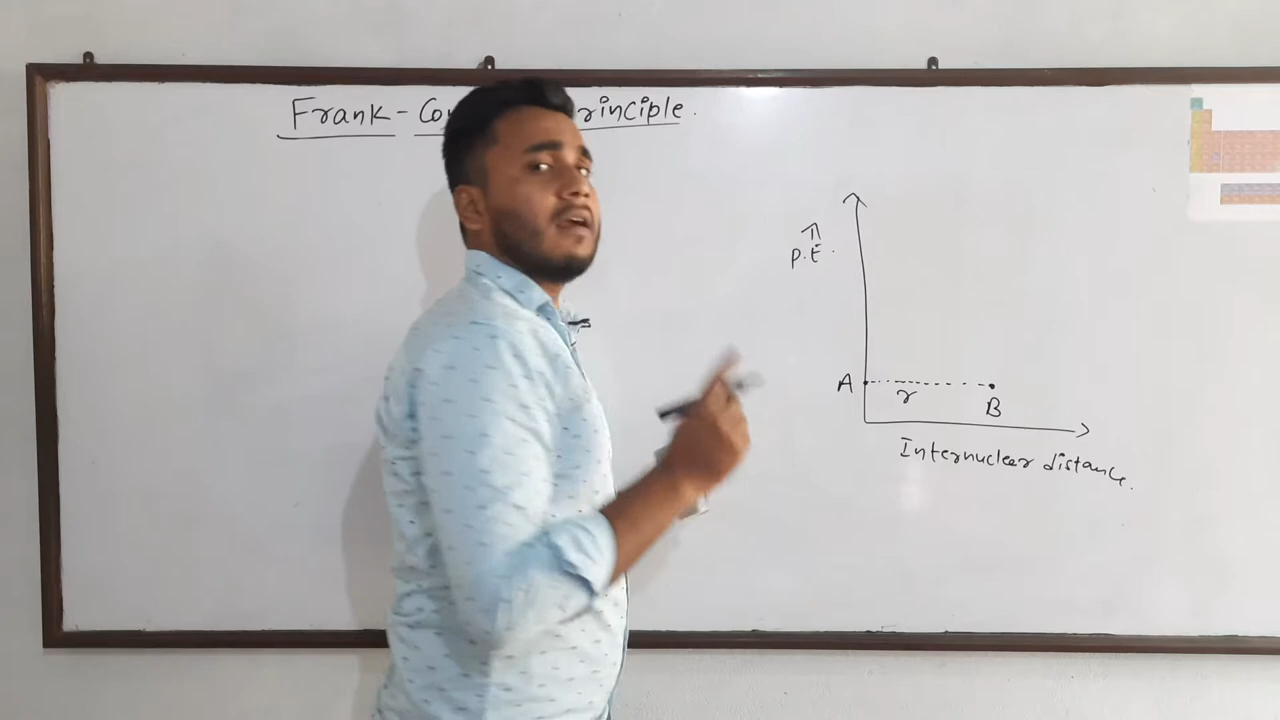 Frank - Co rinciple.
P.E.
A
r
B
Internuclear distance.